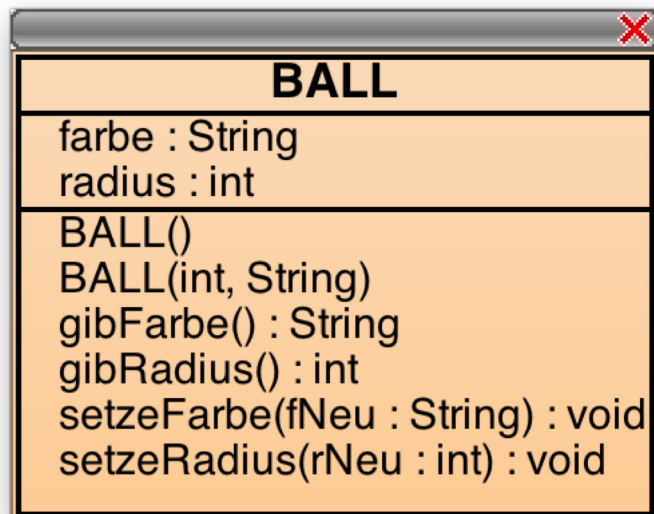 BALL
farbe : String
radius : int
BALL()
BALL(int, String)
gibFarbe() : String
gibRadius() : int
setzeFarbe(fNeu : String) : void
setzeRadius(rNeu : int) : void